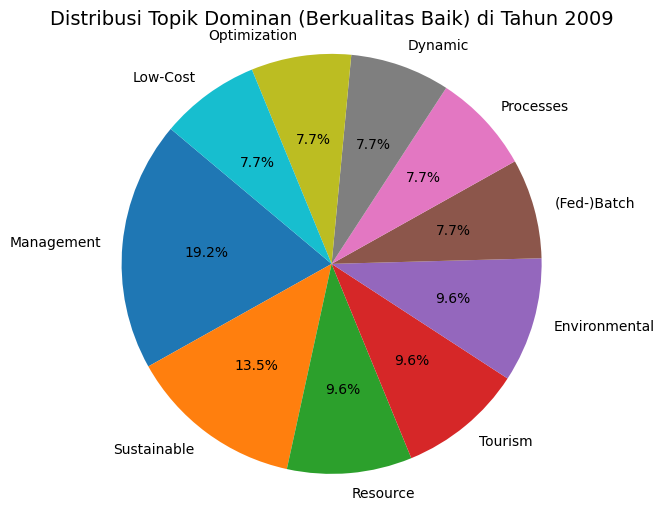 Distribusi Topik Dominan (Berkualitas Baik) di Tahun 2009
Optimization
Dynamic
Low-Cost
Processes
7.7%
7.7%
7.7%
7.7%
(Fed-)Batch
7.7%
Management
19.2%
9.6%
Environmental
13.5%
9.6%
9.6%
Sustainable
Tourism
Resource